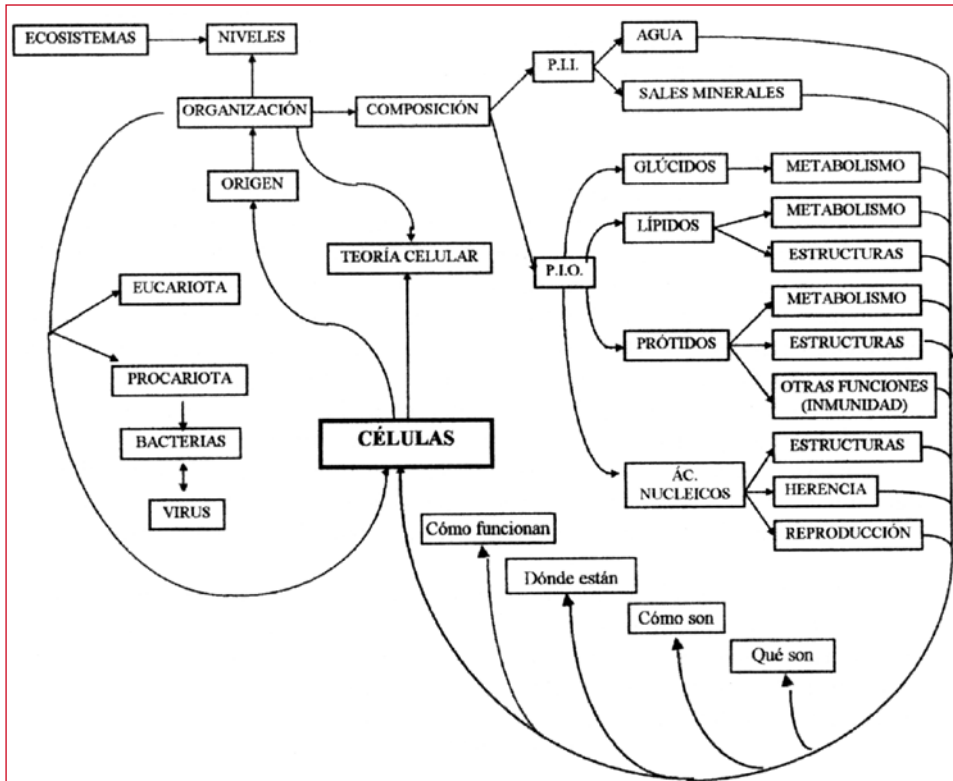 ECOSISTEMAS
NIVELES
AGUA
P.I.I.
SALES MINERALES
ORGANIZACIÓN
COMPOSICIÓN
ORIGEN
GLÚCIDOS
METABOLISMO
LÍPIDOS
METABOLISMO
ESTRUCTURAS
TEORÍA CELULAR
P.I.O.
EUCARIOTA
METABOLISMO
PRÓTIDOS
ESTRUCTURAS
PROCARIOTA
OTRAS FUNCIONES
(INMUNIDAD)
BACTERIAS
CÉLULAS
ESTRUCTURAS
ÁC.
NUCLEICOS
HERENCIA
VIRUS
REPRODUCCIÓN
Cómo funcionan
Dónde están
Cómo son
Qué son